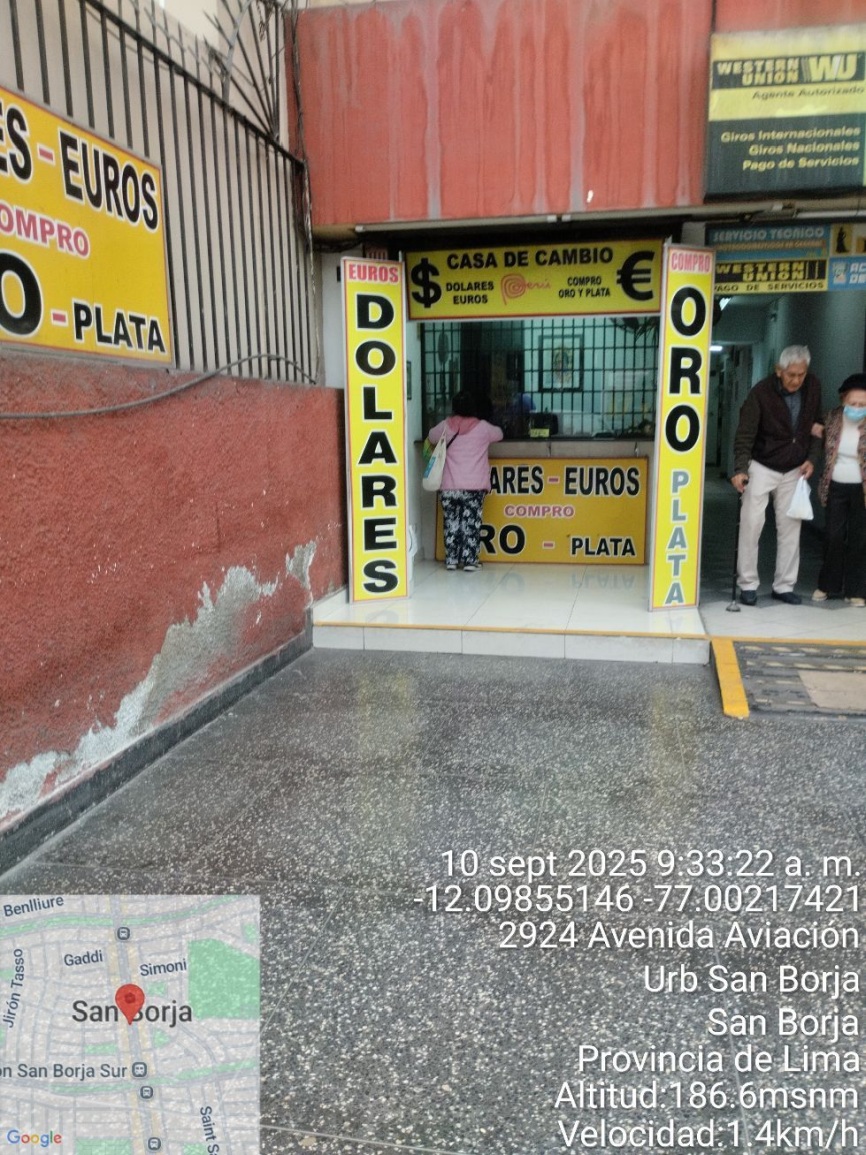 ES - EUROS
OMPRO
O - PLATA
WESTERN
UNION WU
Agente Autorizado
Giros Internacionales
Giros Nacionales
Pago de Servicios
SERVICIO TECNICO
WESTERN
UNION
PAGO DE SERVICIOS
$ CASA DE CAMBIO €
DOLARES
EUROS
Perú
COMPRO
ORO Y PLATA
EUROS
DOLARES
COMPRO
ORO
PLATA
ARES - EUROS
COMPRO
RO - PLATA
10 sept 2025 9:33:22 a. m.
-12.09855146 -77.00217421
2924 Avenida Aviación
Urb San Borja
San Borja
Provincia de Lima
Altitud:186.6msnm
Velocidad:1.4km/h
Benlliure
Gaddi
Simoni
Jirón Tasso
San Borja
on San Borja Sur
Saint S
Google